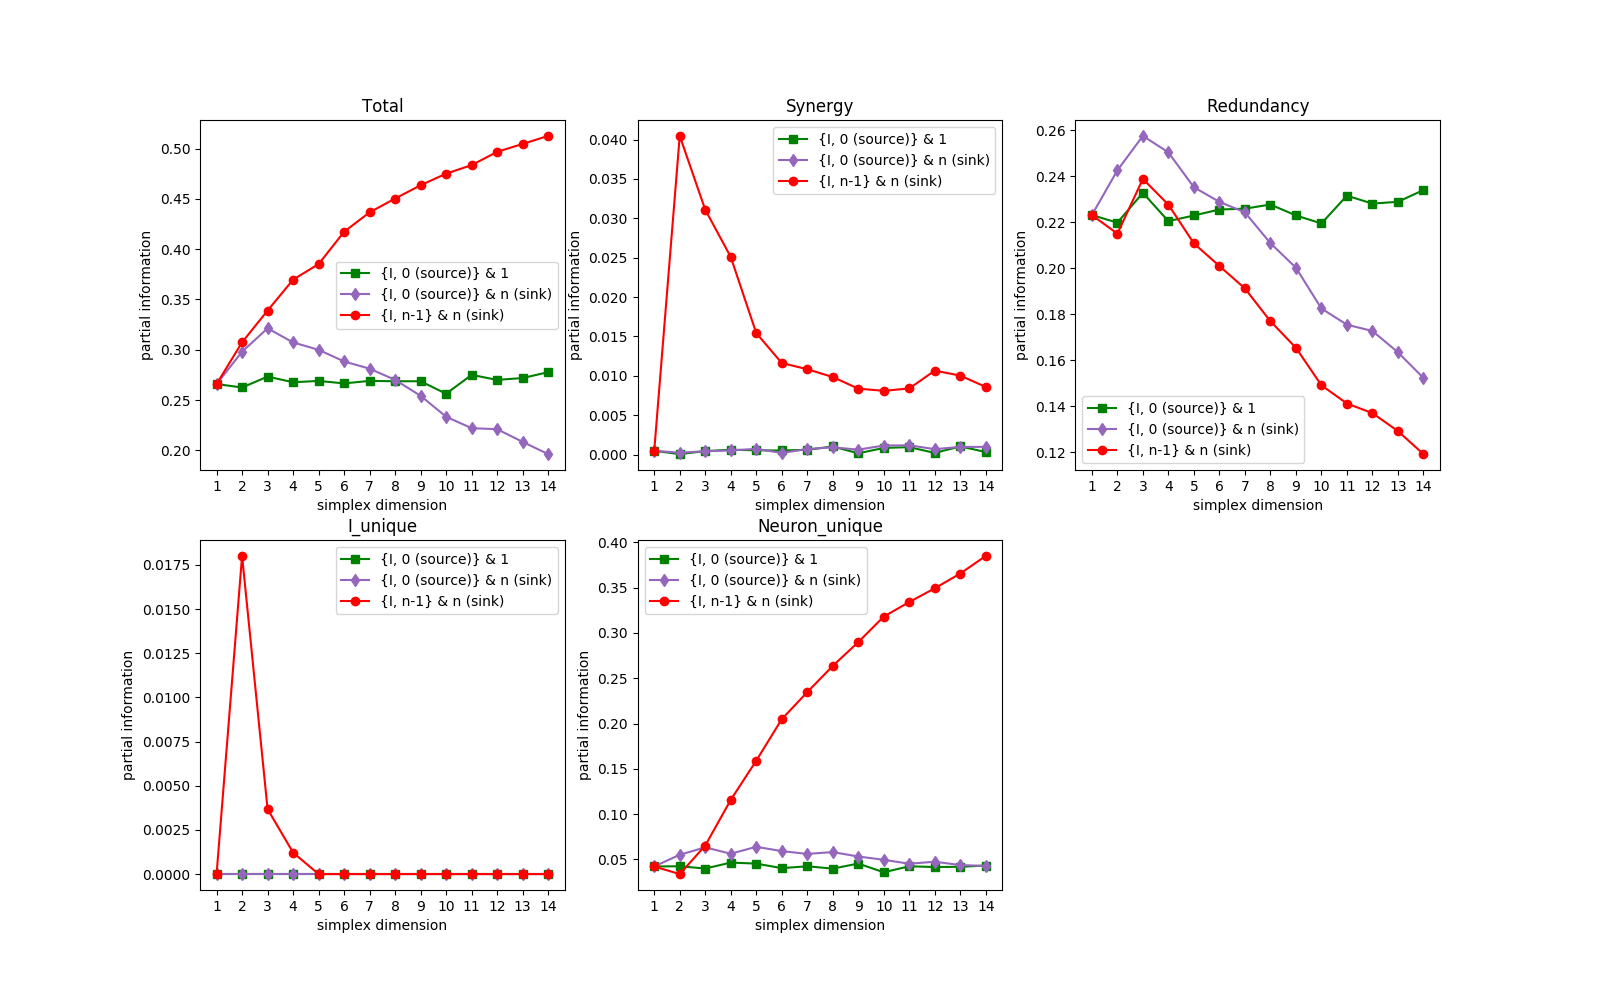 Total
partial information
0.50
0.45
0.40
0.35
0.30
0.25
0.20
{I, 0 (source)} & 1
{I, 0 (source)} & n (sink)
{I, n-1} & n (sink)
1 2 3 4 5 6 7 8 9 10 11 12 13 14
simplex dimension
Synergy
partial information
0.040
0.035
0.030
0.025
0.020
0.015
0.010
0.005
0.000
{I, 0 (source)} & 1
{I, 0 (source)} & n (sink)
{I, n-1} & n (sink)
1 2 3 4 5 6 7 8 9 10 11 12 13 14
simplex dimension
Redundancy
partial information
0.26
0.24
0.22
0.20
0.18
0.16
0.14
0.12
{I, 0 (source)} & 1
{I, 0 (source)} & n (sink)
{I, n-1} & n (sink)
1 2 3 4 5 6 7 8 9 10 11 12 13 14
simplex dimension
I_unique
partial information
0.0175
0.0150
0.0125
0.0100
0.0075
0.0050
0.0025
0.0000
{I, 0 (source)} & 1
{I, 0 (source)} & n (sink)
{I, n-1} & n (sink)
1 2 3 4 5 6 7 8 9 10 11 12 13 14
simplex dimension
Neuron_unique
partial information
0.40
0.35
0.30
0.25
0.20
0.15
0.10
0.05
{I, 0 (source)} & 1
{I, 0 (source)} & n (sink)
{I, n-1} & n (sink)
1 2 3 4 5 6 7 8 9 10 11 12 13 14
simplex dimension